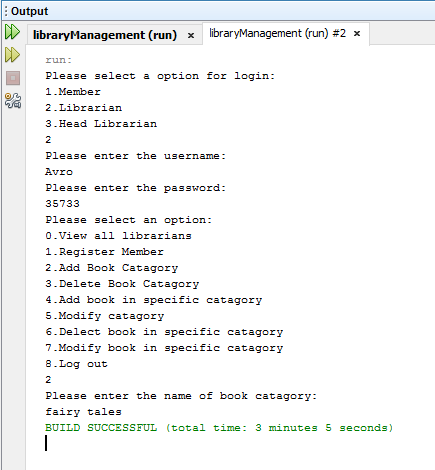 Output
libraryManagement (run) × libraryManagement (run) #2 ×
run:
Please select a option for login:
1.Member
2.Librarian
3.Head Librarian
2
Please enter the username:
Avro
Please enter the password:
35733
Please select an option:
0.View all librarians
1.Register Member
2.Add Book Catagory
3.Delete Book Catagory
4.Add book in specific catagory
5.Modify catagory
6.Delect book in specific catagory
7.Modify book in specific catagory
8.Log out
2
Please enter the name of book catagory:
fairy tales
BUILD SUCCESSFUL (total time: 3 minutes 5 seconds)